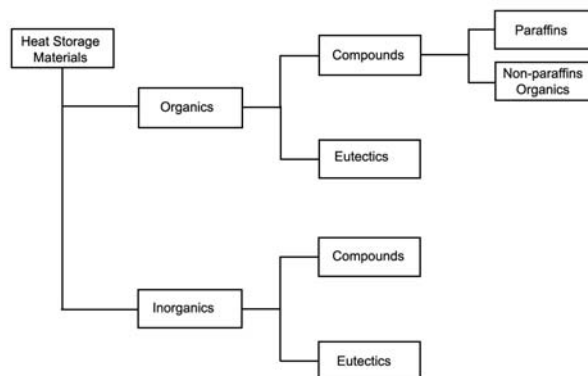 Heat Storage
Materials
Organics
Compounds
Paraffins
Non-paraffins
Organics
Eutectics
Inorganics
Compounds
Eutectics